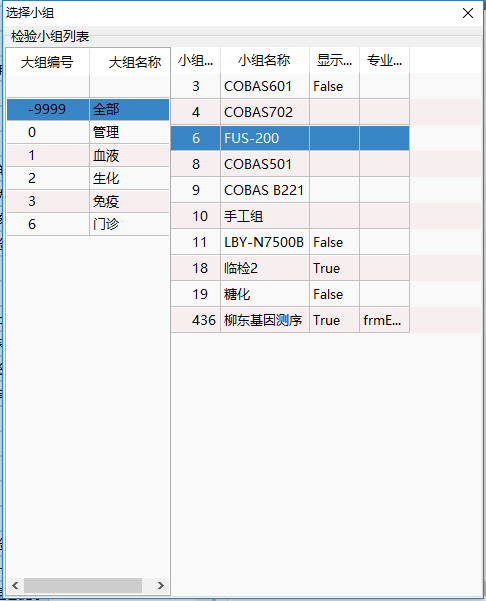 选择小组
检验小组列表
大组编号 大组名称
-9999 全部
0 管理
1 血液
2 生化
3 免疫
6 门诊
小组... 小组名称 显示... 专业...
3 COBAS601 False
4 COBAS702
6 FUS-200
8 COBAS501
9 COBAS B221
10 手工组
11 LBY-N7500B False
18 临检2 True
19 糖化 False
436 柳东基因测序 True frmE...